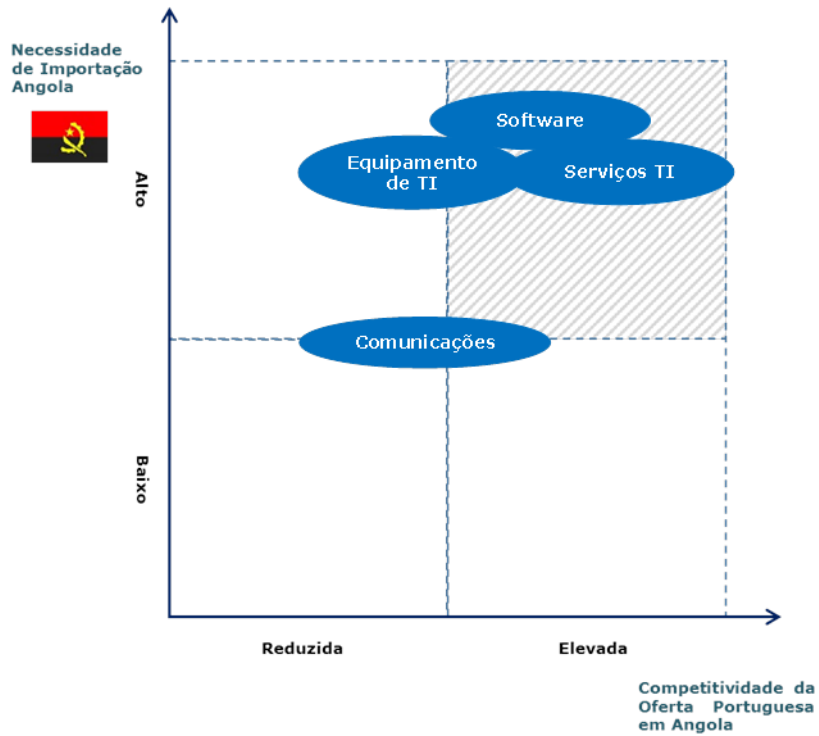 Necessidade
de Importação
Angola
Software
Equipamento
de TI
Serviços TI
Alto
Comunicações
Baixo
Reduzida
Elevada
Competitividade da
Oferta Portuguesa
em Angola